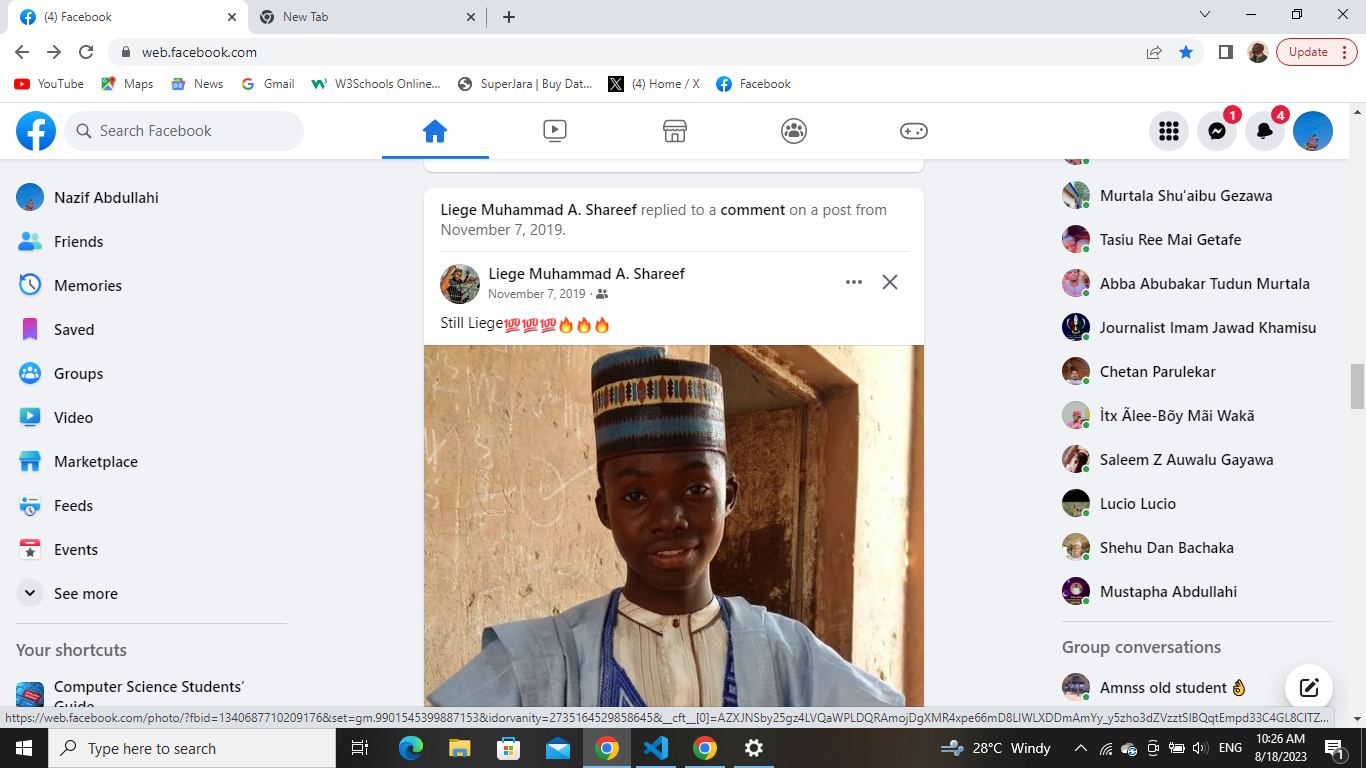 (4) Facebook
New Tab
web.facebook.com
Update
YouTube
Maps
News
Gmail
W3Schools Online...
SuperJara | Buy Dat...
(4) Home / X
Facebook
Search Facebook
1
4
Nazif Abdullahi
Friends
Memories
Saved
Groups
Video
Marketplace
Feeds
Events
See more
Your shortcuts
Computer Science Students'
Guide
Liege Muhammad A. Shareef replied to a comment on a post from
November 7, 2019.
Liege Muhammad A. Shareef
November 7, 2019 ·
Still Liege💯💯💯🔥🔥🔥
Murtala Shu'aibu Gezawa
Tasiu Ree Mai Getafe
Abba Abubakar Tudun Murtala
Journalist Imam Jawad Khamisu
Chetan Parulekar
Ìtx Ãlee-Bõy Mãi Wakã
Saleem Z Auwalu Gayawa
Lucio Lucio
Shehu Dan Bachaka
Mustapha Abdullahi
Group conversations
Amnss old student 👌
https://web.facebook.com/photo/?fbid=1340687710209176&set=gm.9901545399887153&idorvanity=2735164529858645&__cft__[0]=AZXJNSby25gz4LVQaWPLDQRAmojDgXMR4xpe66mD8LIWLXDDmAmYy_y5zho3dZVzztSIBQqtEmpd33C4GL8CITZ...
Type here to search
28°C Windy
ENG
10:26 AM
8/18/2023
1